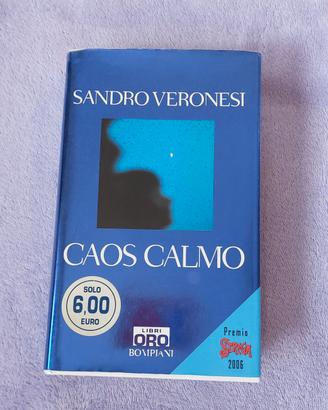 SANDRO VERONESI
CAOS CALMO
SOLO
6,00
EURO
LIBRI
ORO
BOMPIANI
Premio
Strega
2006